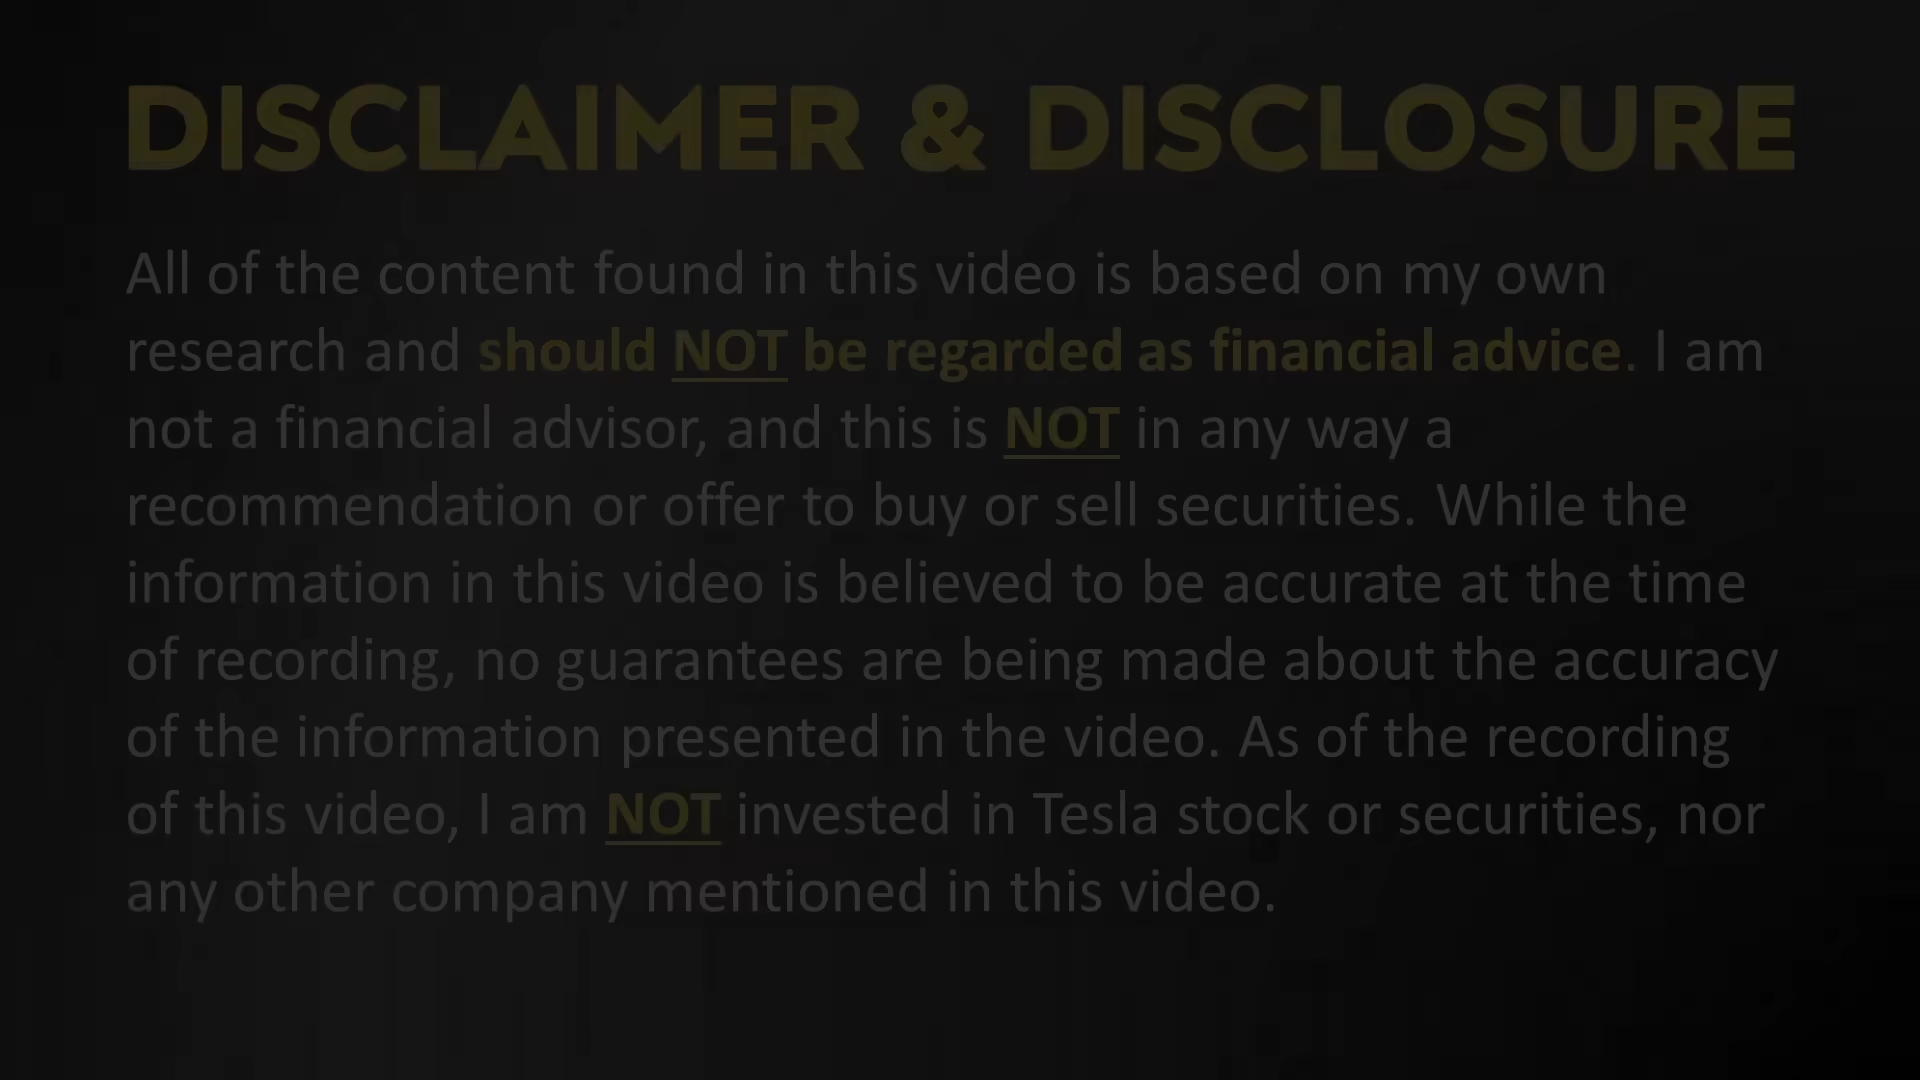 DISCLAIMER & DISCLOSURE
All of the content found in this video is based on my own
research and should NOT be regarded as financial advice. I am
not a financial advisor, and this is NOT in any way a
recommendation or offer to buy or sell securities. While the
information in this video is believed to be accurate at the time
of recording, no guarantees are being made about the accuracy
of the information presented in the video. As of the recording
of this video, I am NOT invested in Tesla stock or securities, nor
any other company mentioned in this video.